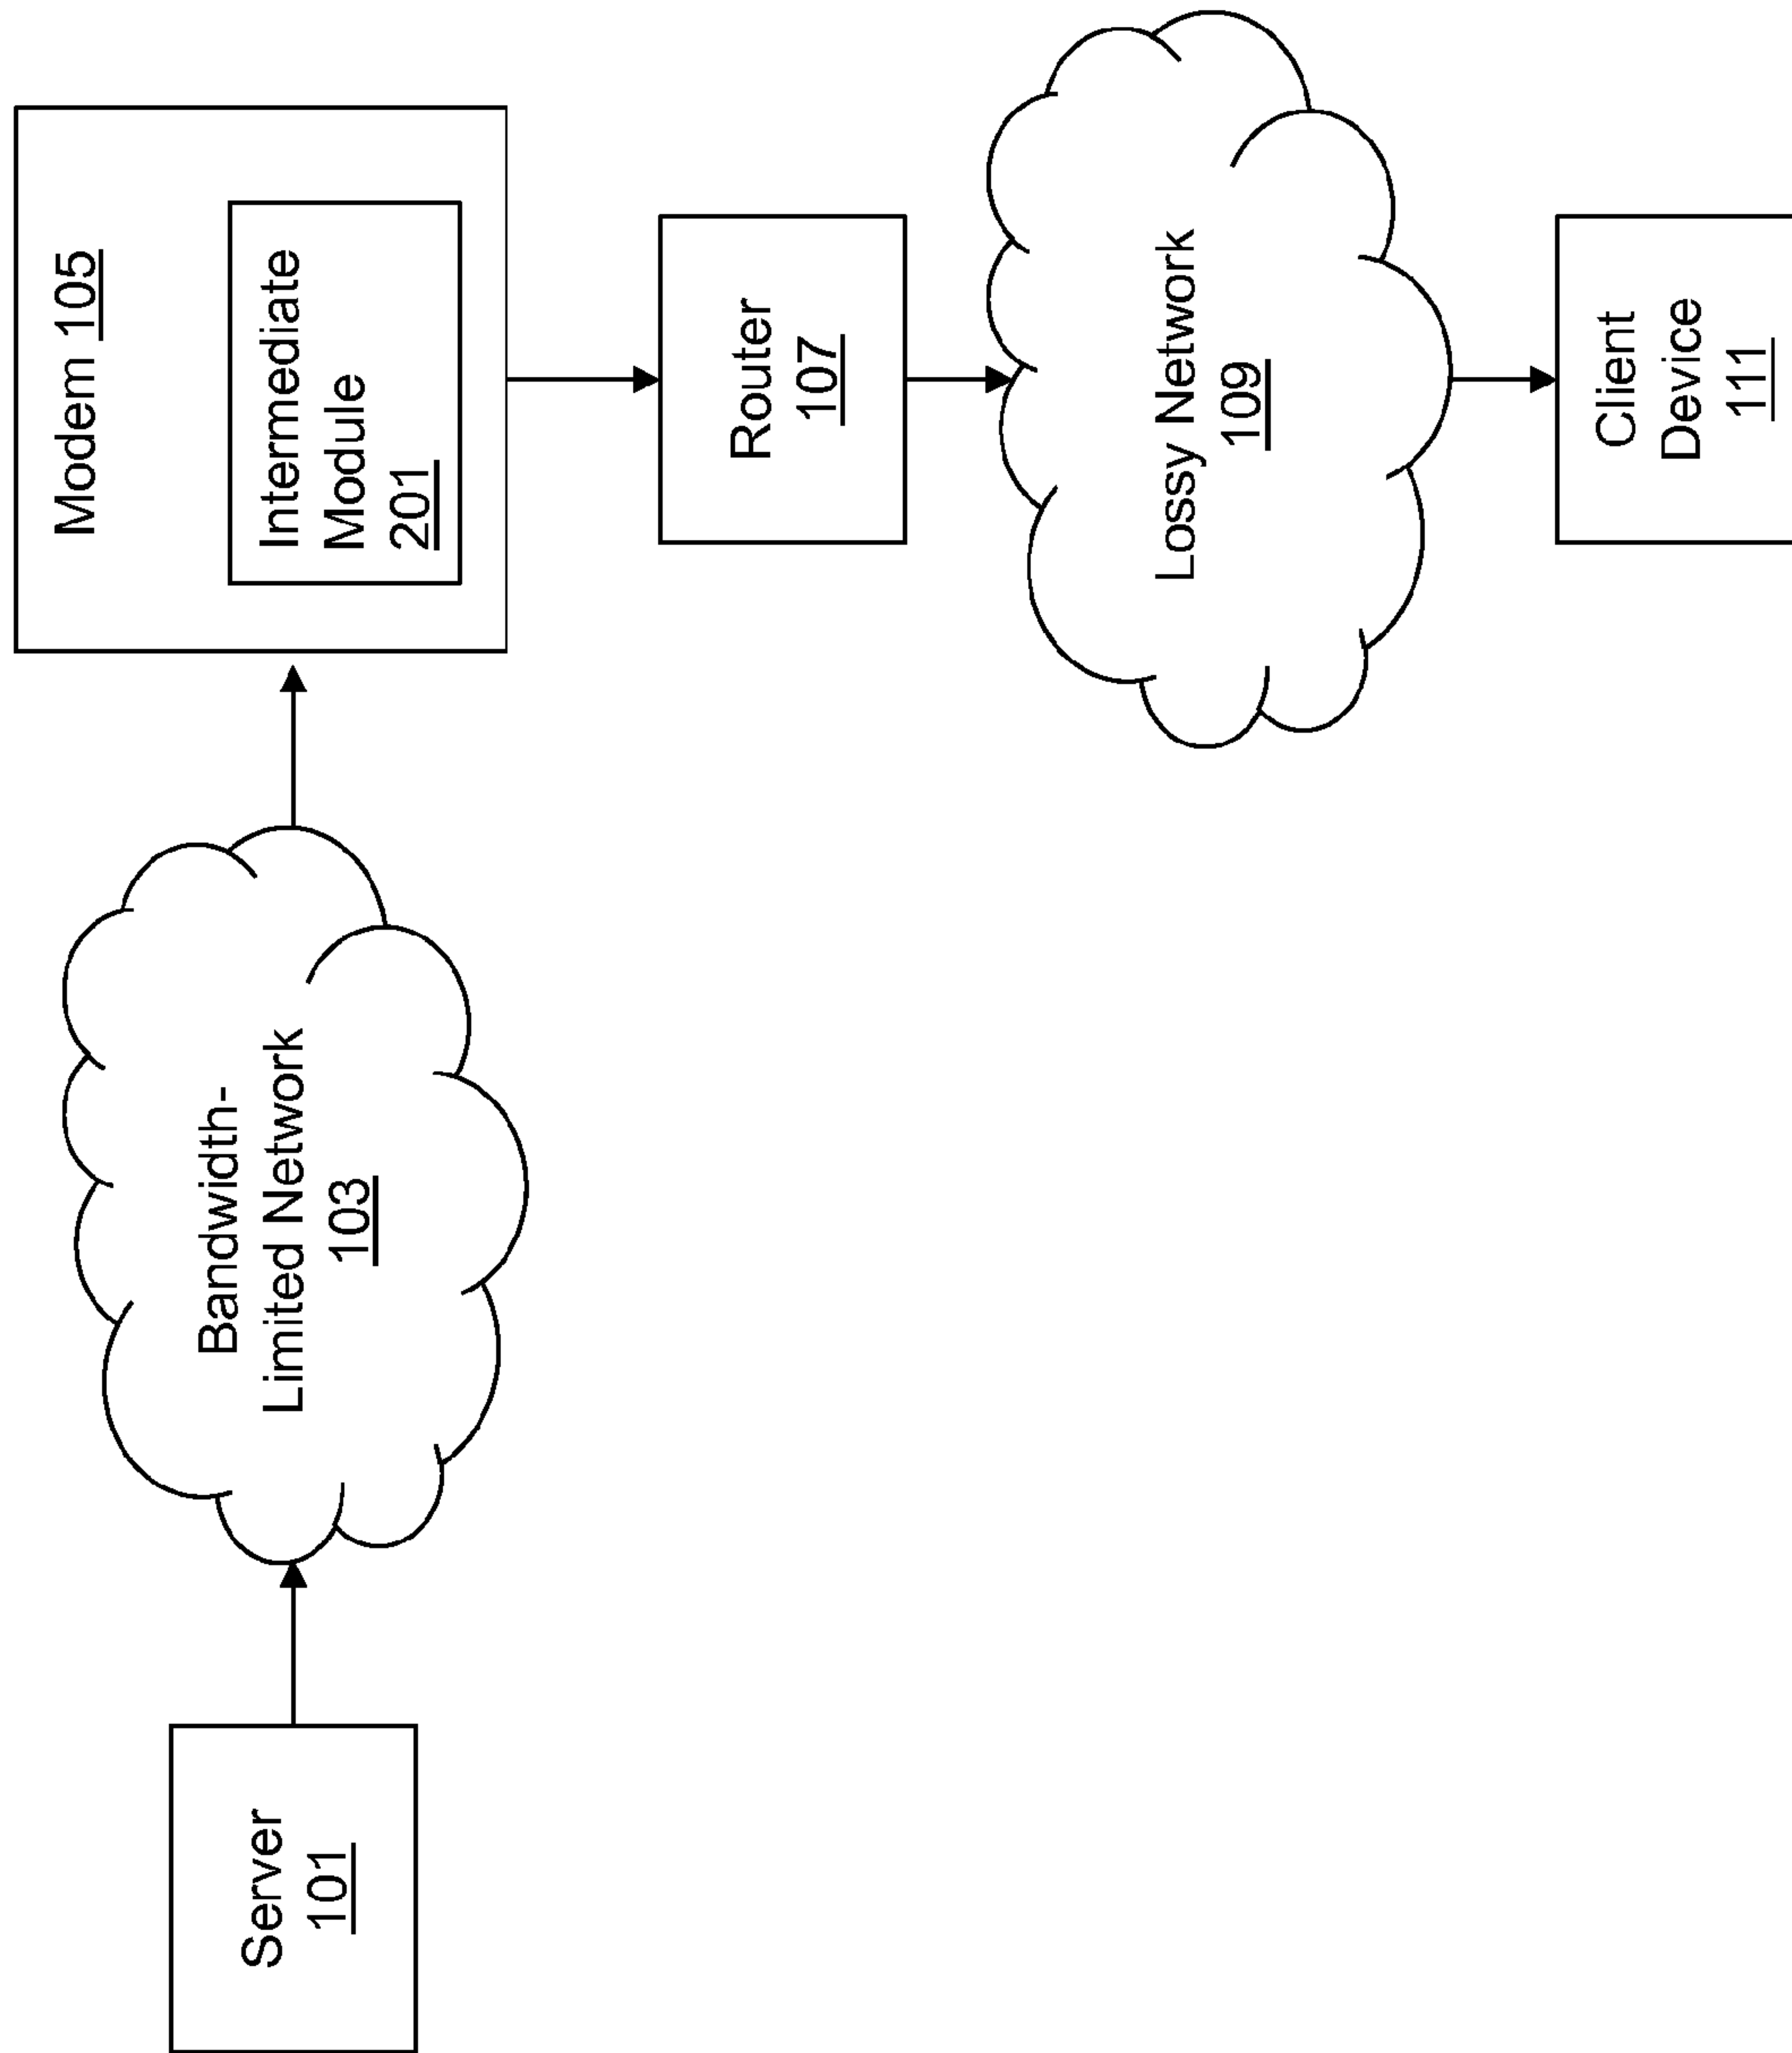 Server
101
Bandwidth-
Limited Network
103
Modem 105
Intermediate
Module
201
Router
107
Lossy Network
109
Client
Device
111